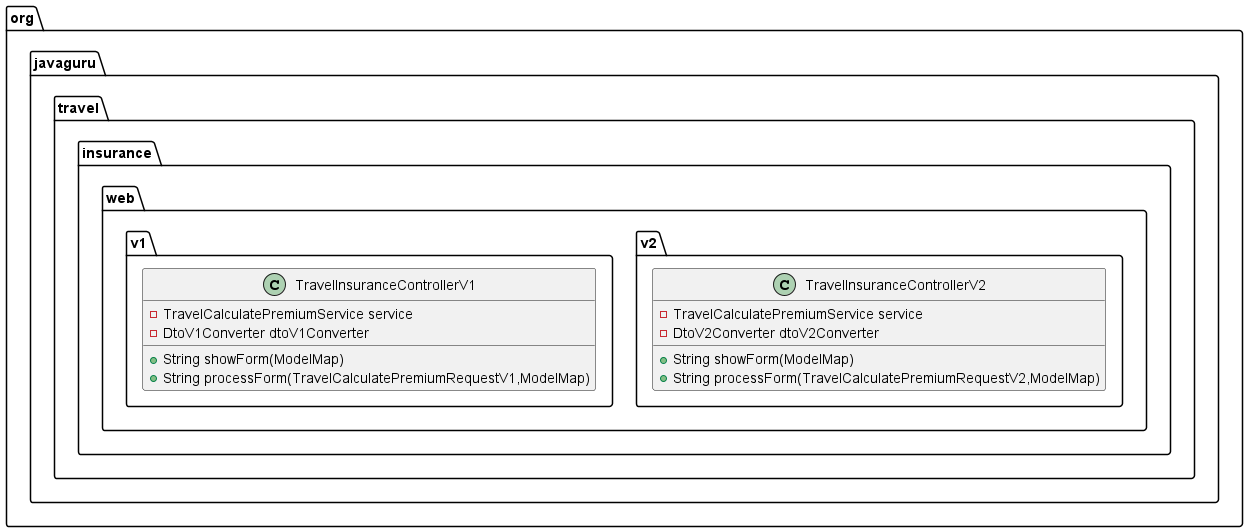 org
javaguru
travel
insurance
web
v1
C TravelInsuranceControllerV1
TravelCalculatePremiumService service
DtoV1Converter dtoV1Converter
String showForm(ModelMap)
String processForm(TravelCalculatePremiumRequestV1,ModelMap)
v2
C TravelInsuranceControllerV2
TravelCalculatePremiumService service
DtoV2Converter dtoV2Converter
String showForm(ModelMap)
String processForm(TravelCalculatePremiumRequestV2,ModelMap)